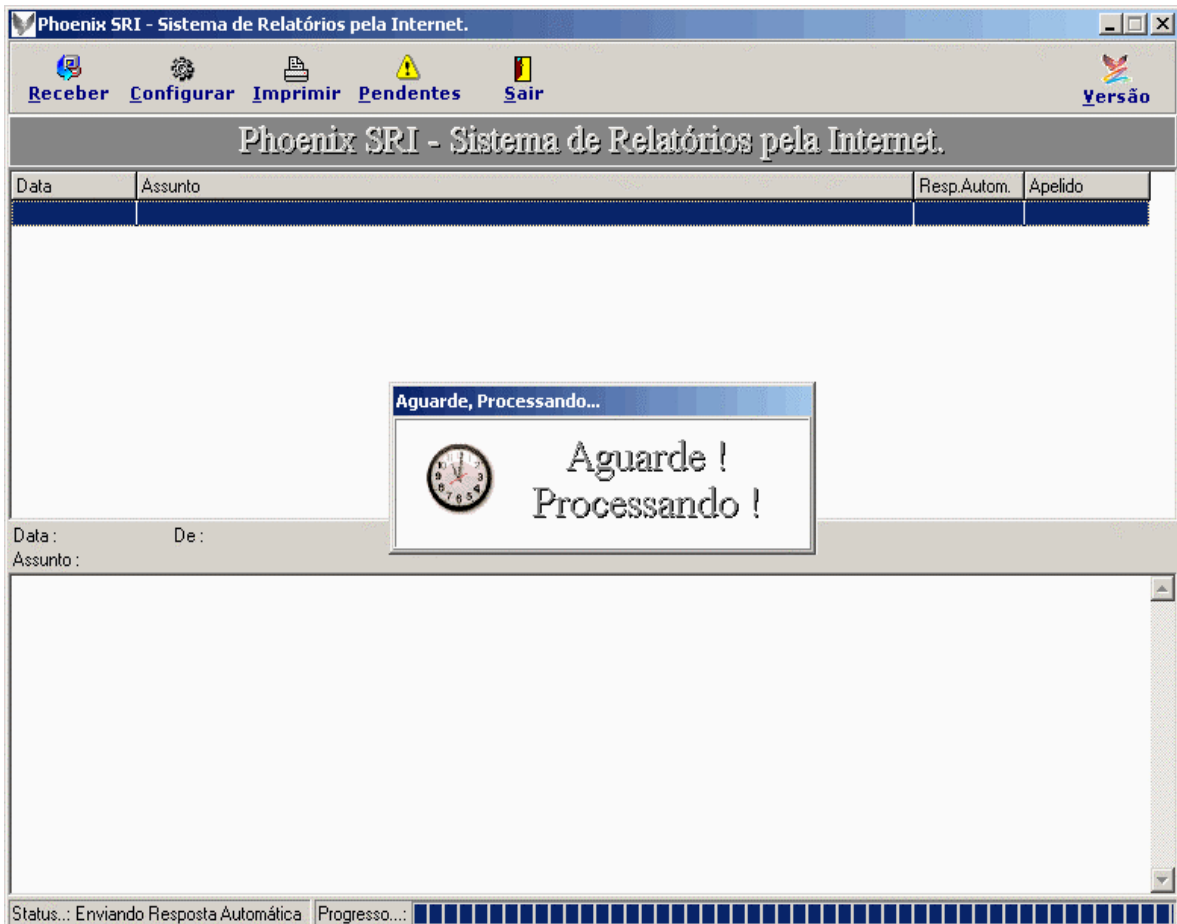 Phoenix SRI - Sistema de Relatórios pela Internet.
Receber Configurar Imprimir Pendentes Sair Versão
Phoenix SRI - Sistema de Relatórios pela Internet.
Data Assunto Resp.Autom. Apelido
Aguarde, Processando...
Aguarde !
Processando !
Data : De :
Assunto :
Status..: Enviando Resposta Automática Progresso...: